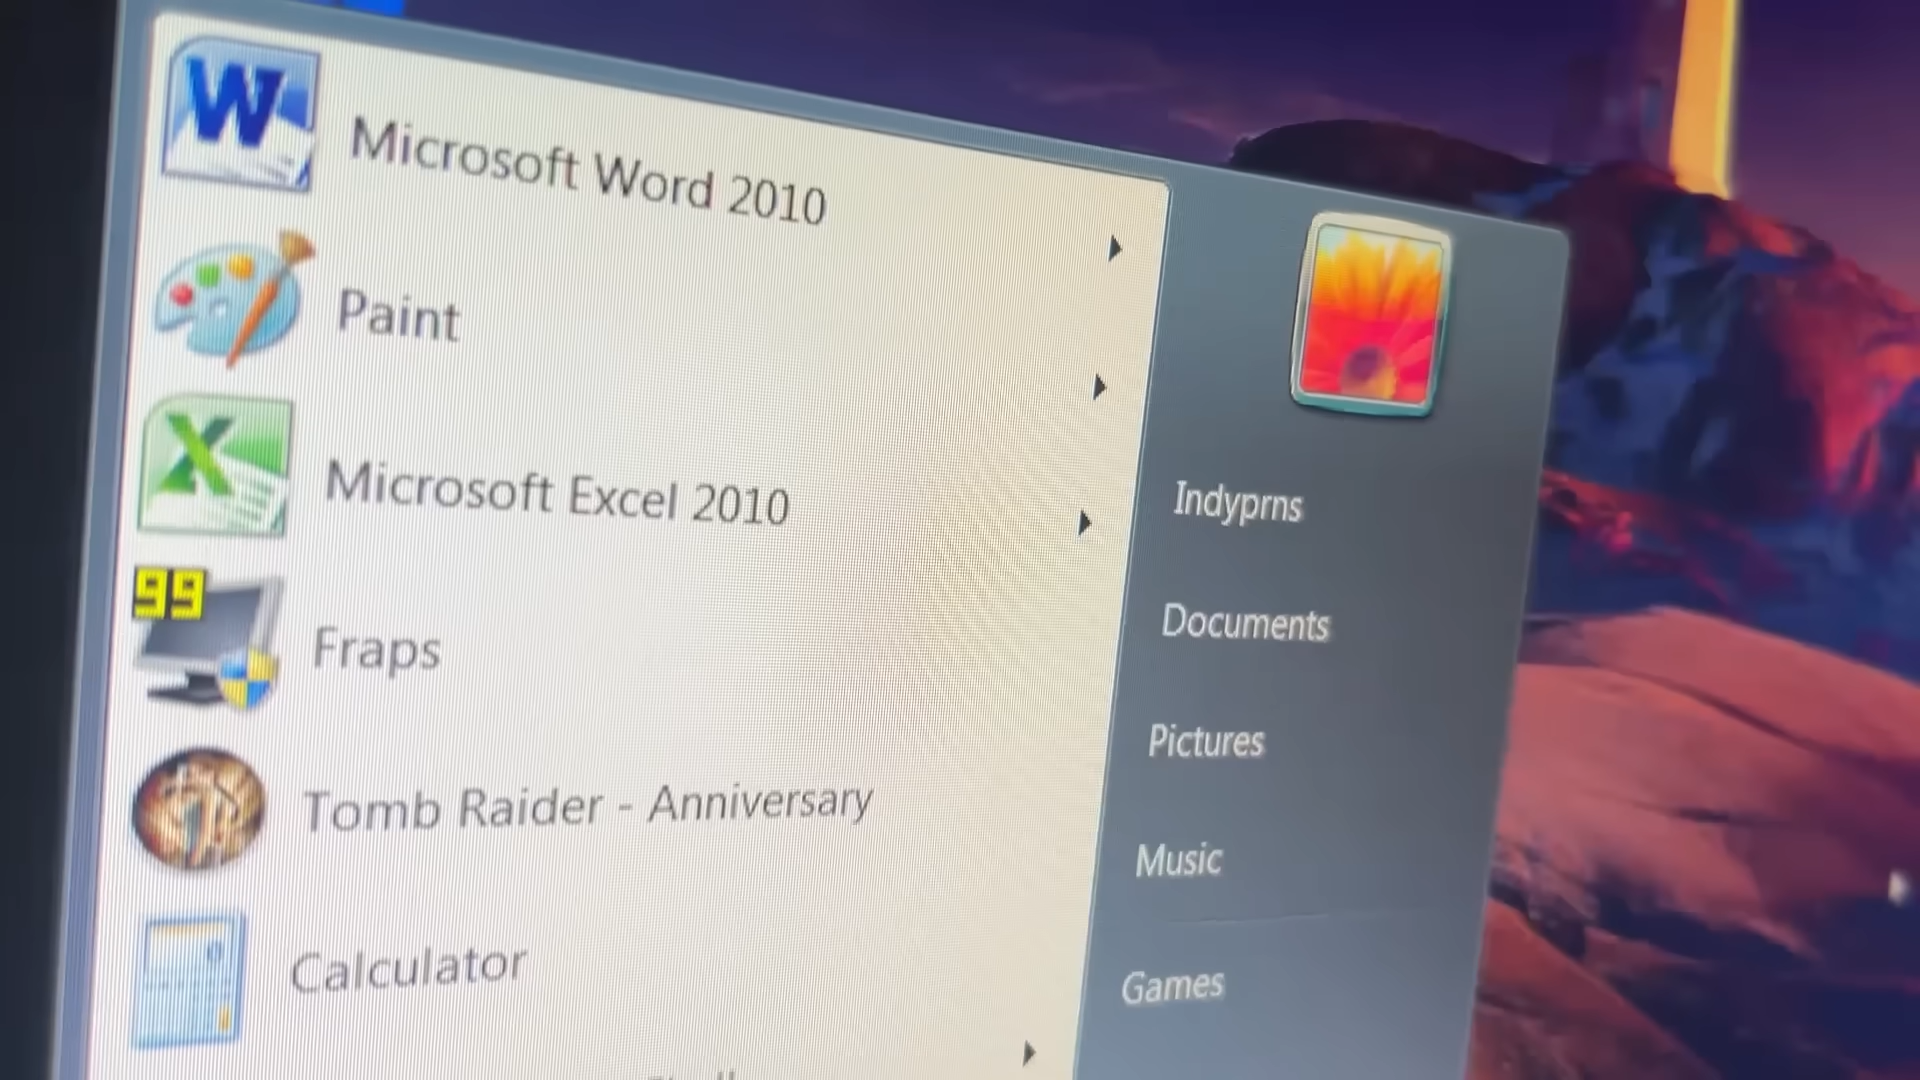 Microsoft Word 2010
Paint
Microsoft Excel 2010
99
Fraps
Tomb Raider - Anniversary
Calculator
Indyprns
Documents
Pictures
Music
Games